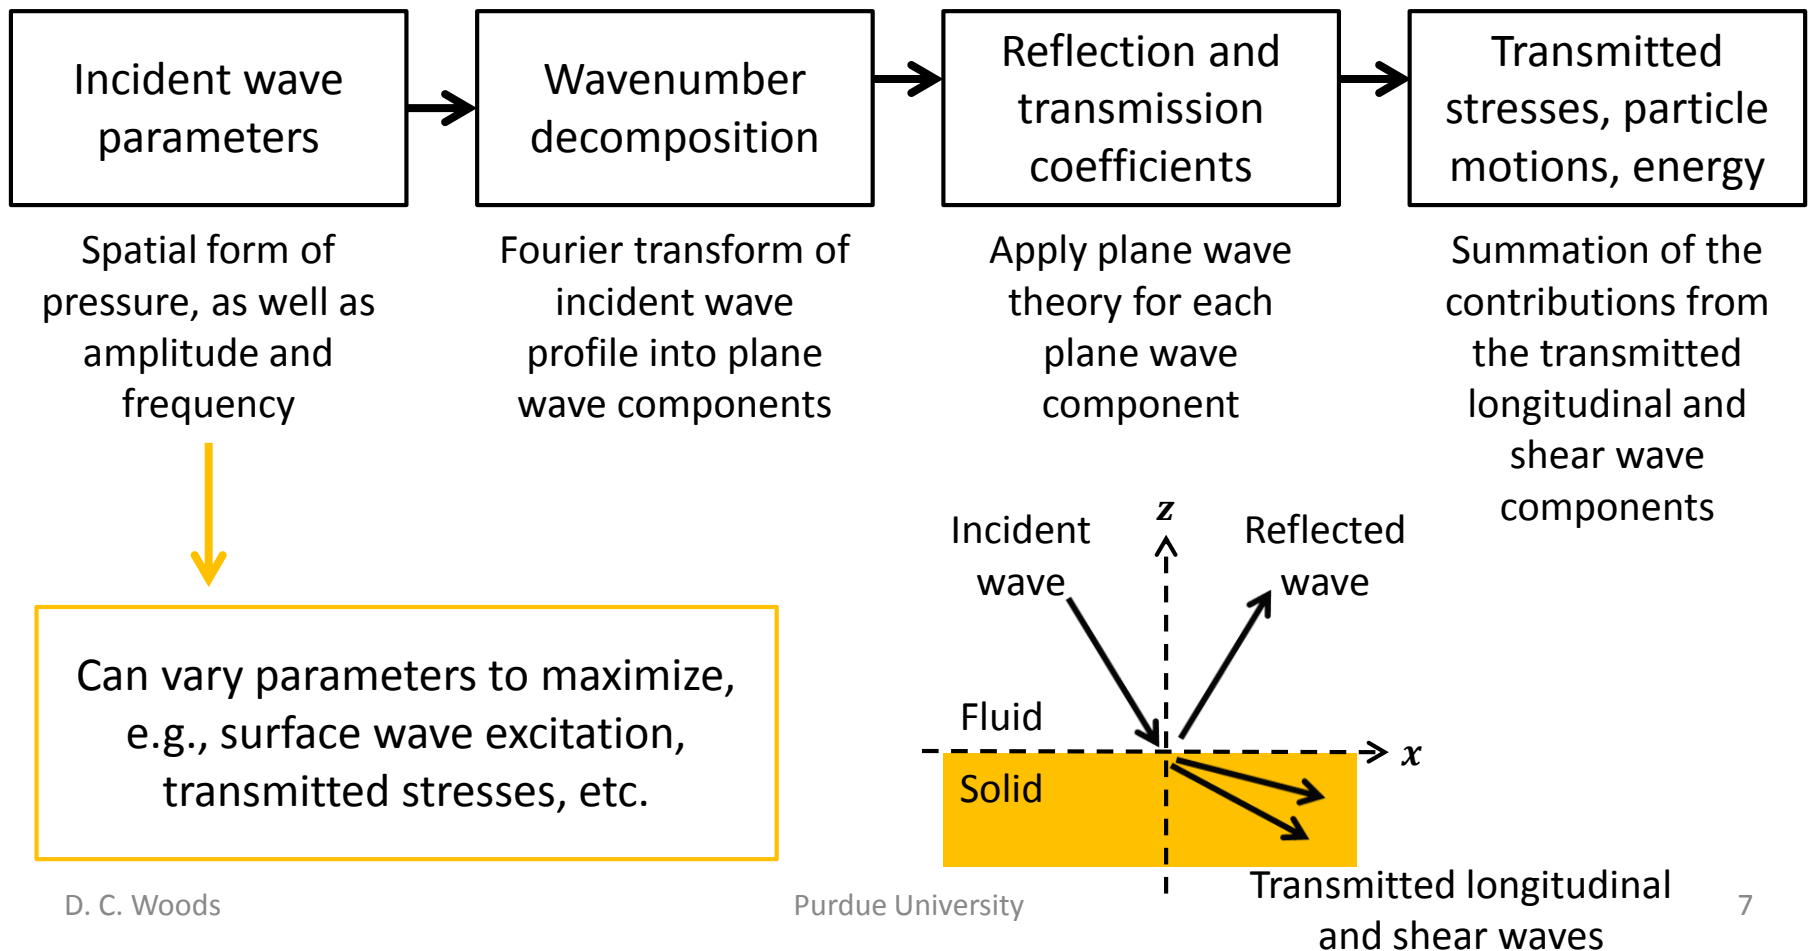 Incident wave
parameters
Wavenumber
decomposition
Reflection and
transmission
coefficients
Transmitted
stresses, particle
motions, energy
Spatial form of
pressure, as well as
amplitude and
frequency
Fourier transform of
incident wave
profile into plane
wave components
Apply plane wave
theory for each
plane wave
component
Summation of the
contributions from
the transmitted
longitudinal and
shear wave
components
Can vary parameters to maximize,
e.g., surface wave excitation,
transmitted stresses, etc.
z
Incident
wave
Reflected
wave
Fluid
x
Solid
Transmitted longitudinal
and shear waves
D. C. Woods
Purdue University
7